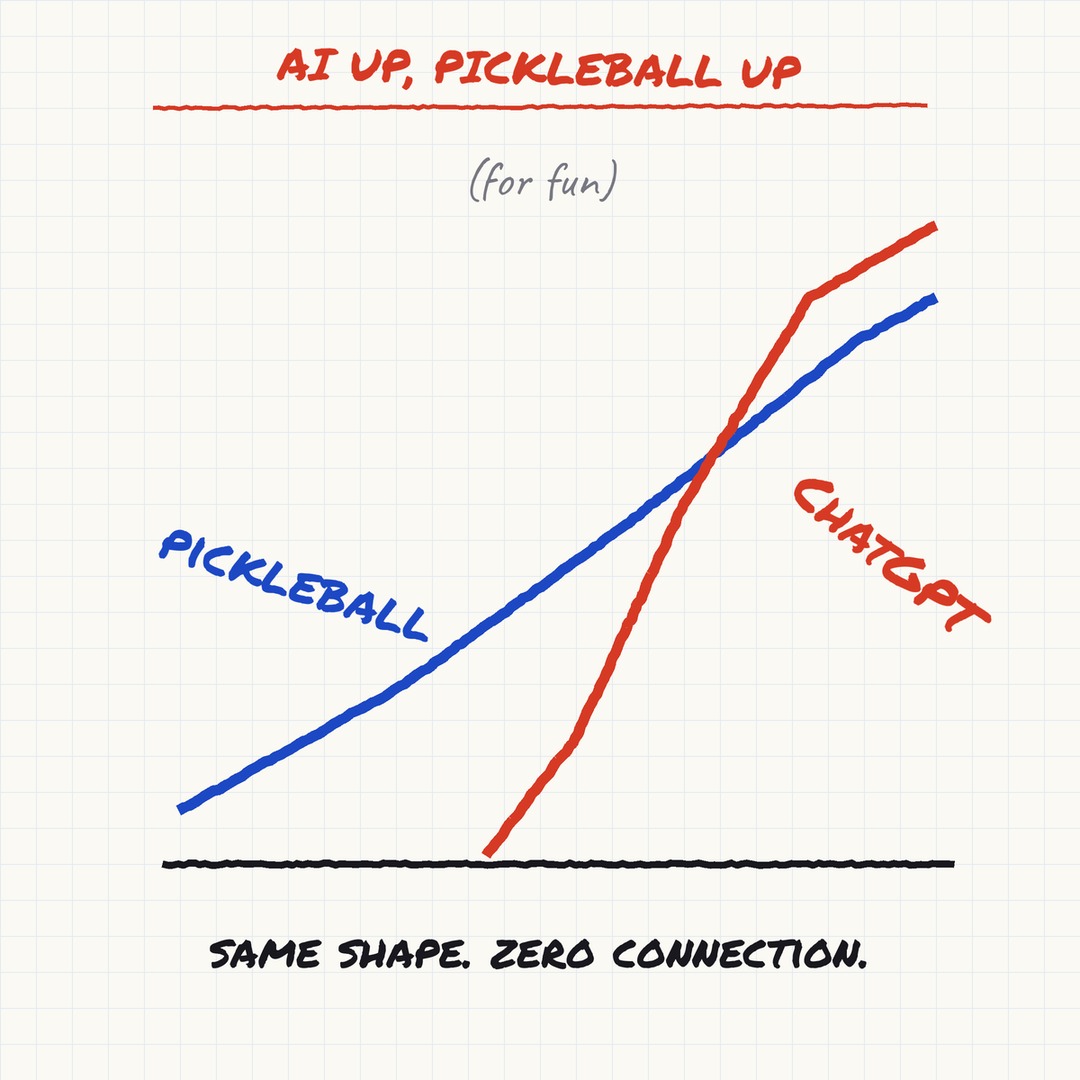 AI UP, PICKLEBALL UP
(for fun)
PICKLEBALL
CHATGPT
SAME SHAPE. ZERO CONNECTION.